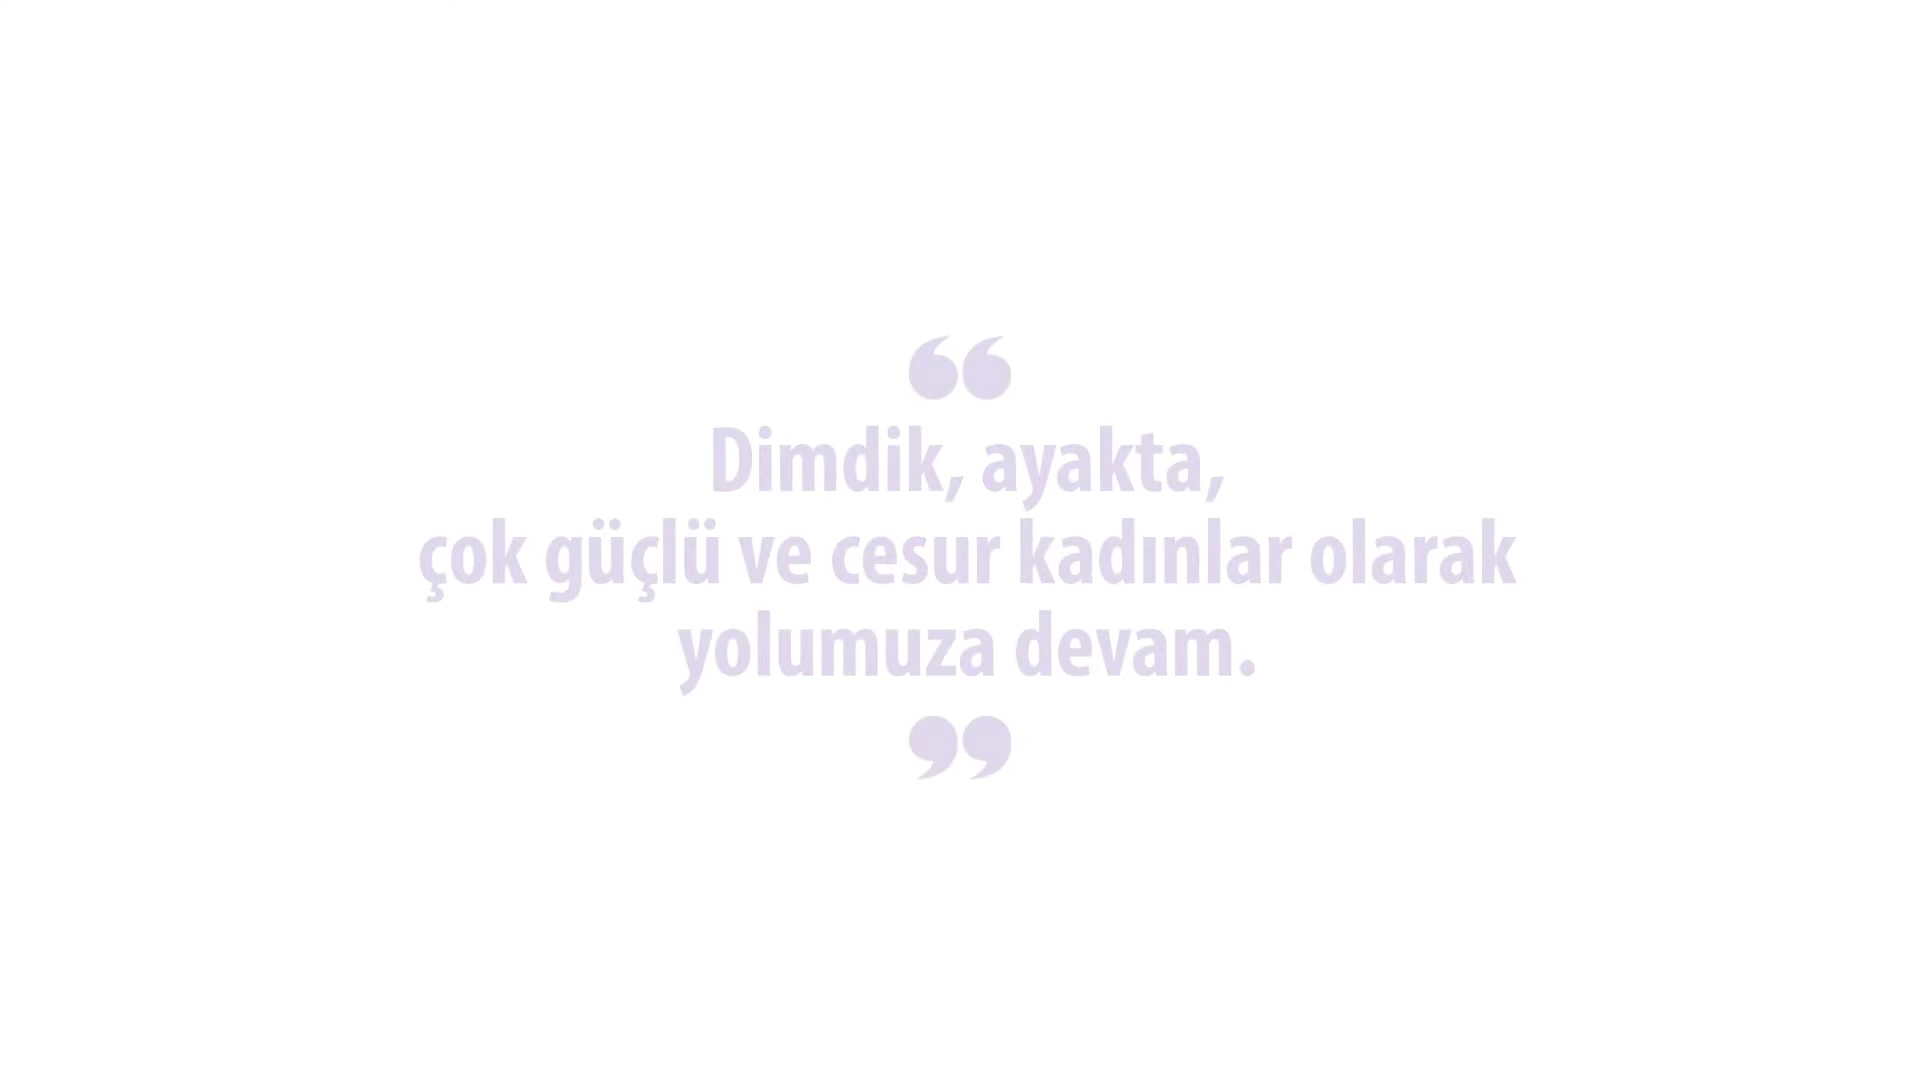 “
Dimdik, ayakta,
çok güçlü ve cesur kadınlar olarak
yolumuza devam.
”